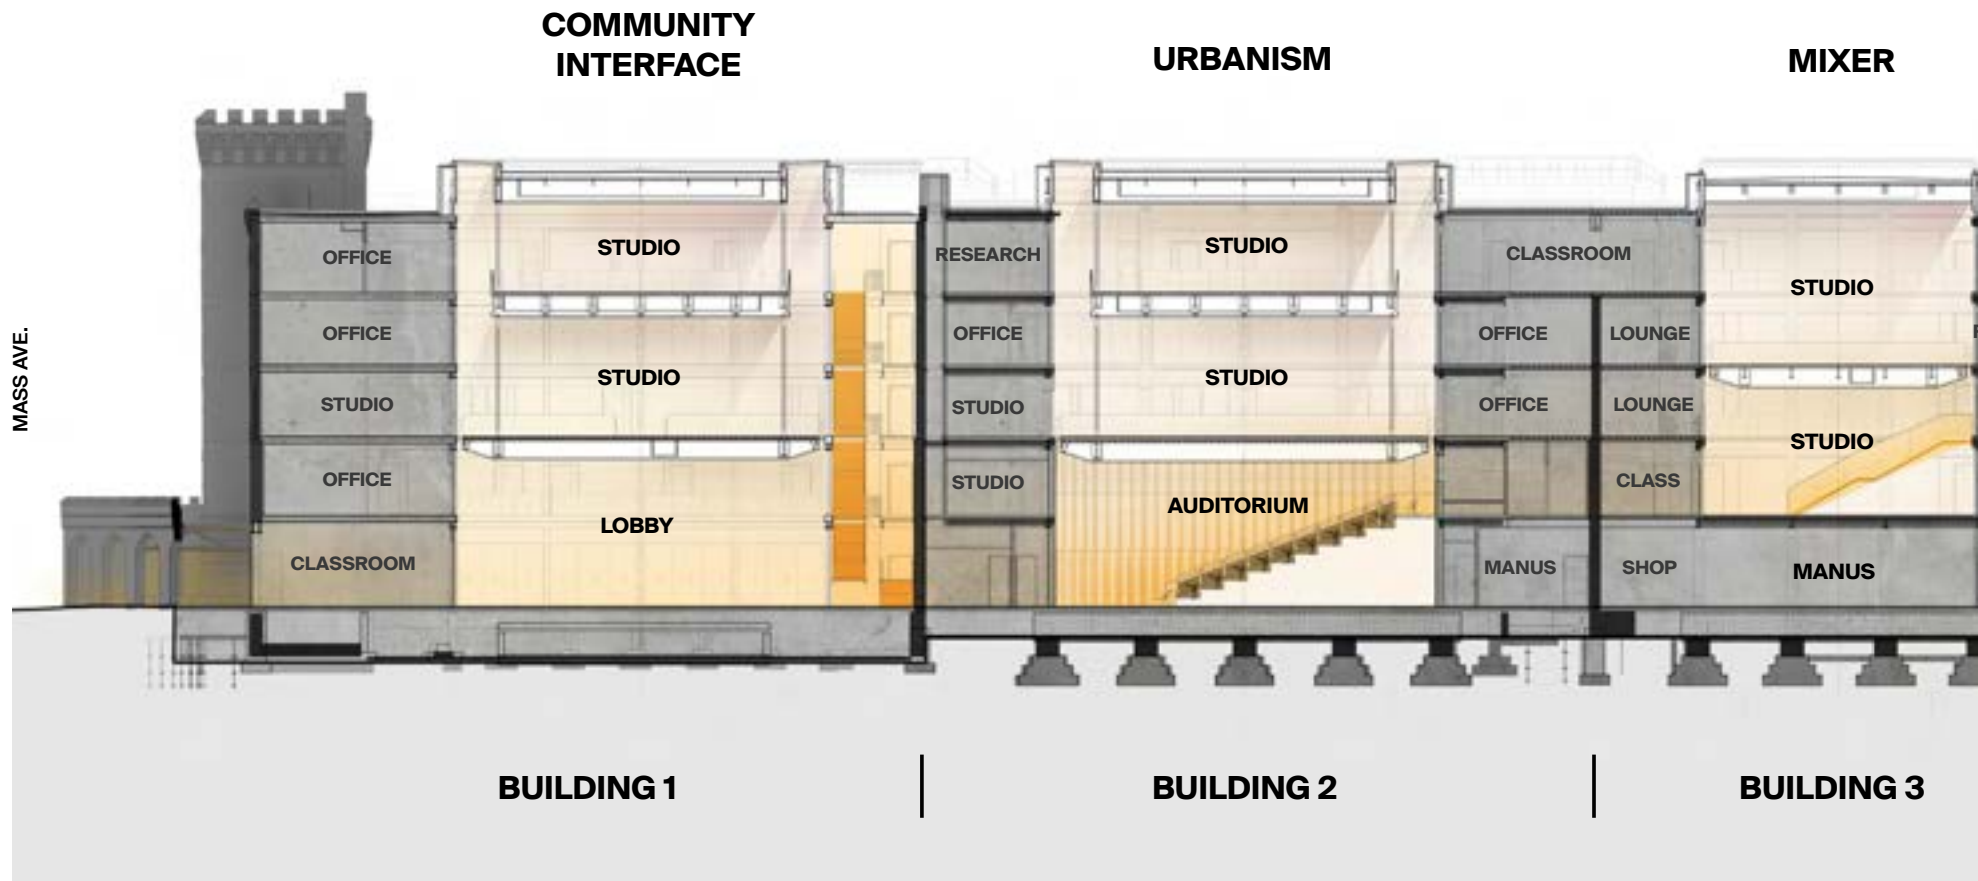 COMMUNITY
INTERFACE
URBANISM
MIXER
MASS AVE.
OFFICE
STUDIO
RESEARCH
STUDIO
CLASSROOM
STUDIO
OFFICE
STUDIO
OFFICE
STUDIO
OFFICE
LOUNGE
STUDIO
STUDIO
OFFICE
LOUNGE
STUDIO
OFFICE
LOBBY
STUDIO
AUDITORIUM
CLASS
CLASSROOM
MANUS
SHOP
MANUS
BUILDING 1
BUILDING 2
BUILDING 3